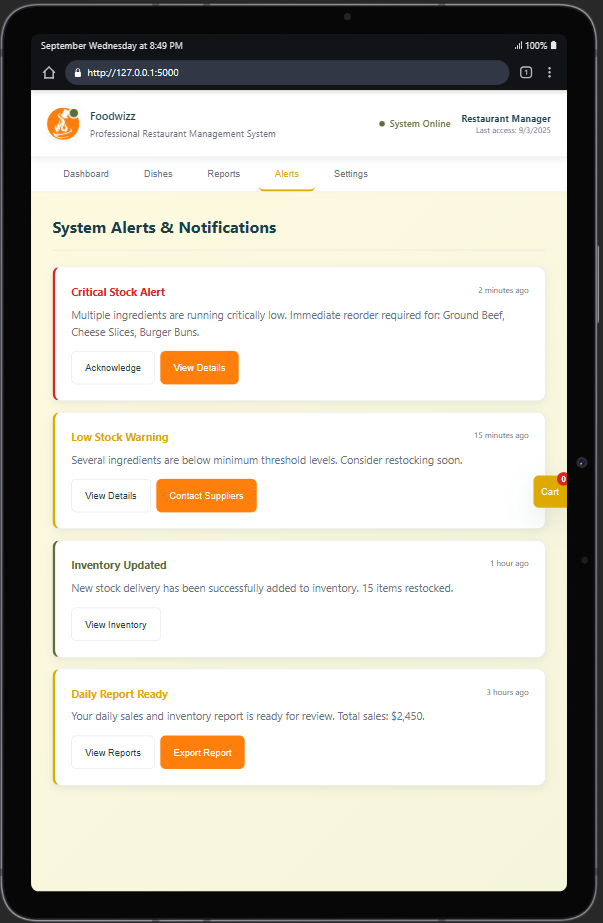 September Wednesday at 8:49 PM
100%
http://127.0.0.1:5000
1
Foodwizz
Professional Restaurant Management System
System Online
Restaurant Manager
Last access: 9/3/2025
Dashboard
Dishes
Reports
Alerts
Settings
System Alerts & Notifications
Critical Stock Alert
2 minutes ago
Multiple ingredients are running critically low. Immediate reorder required for: Ground Beef,
Cheese Slices, Burger Buns.
Acknowledge
View Details
Low Stock Warning
15 minutes ago
Several ingredients are below minimum threshold levels. Consider restocking soon.
View Details
Contact Suppliers
0
Cart
Inventory Updated
1 hour ago
New stock delivery has been successfully added to inventory. 15 items restocked.
View Inventory
Daily Report Ready
3 hours ago
Your daily sales and inventory report is ready for review. Total sales: $2,450.
View Reports
Export Report